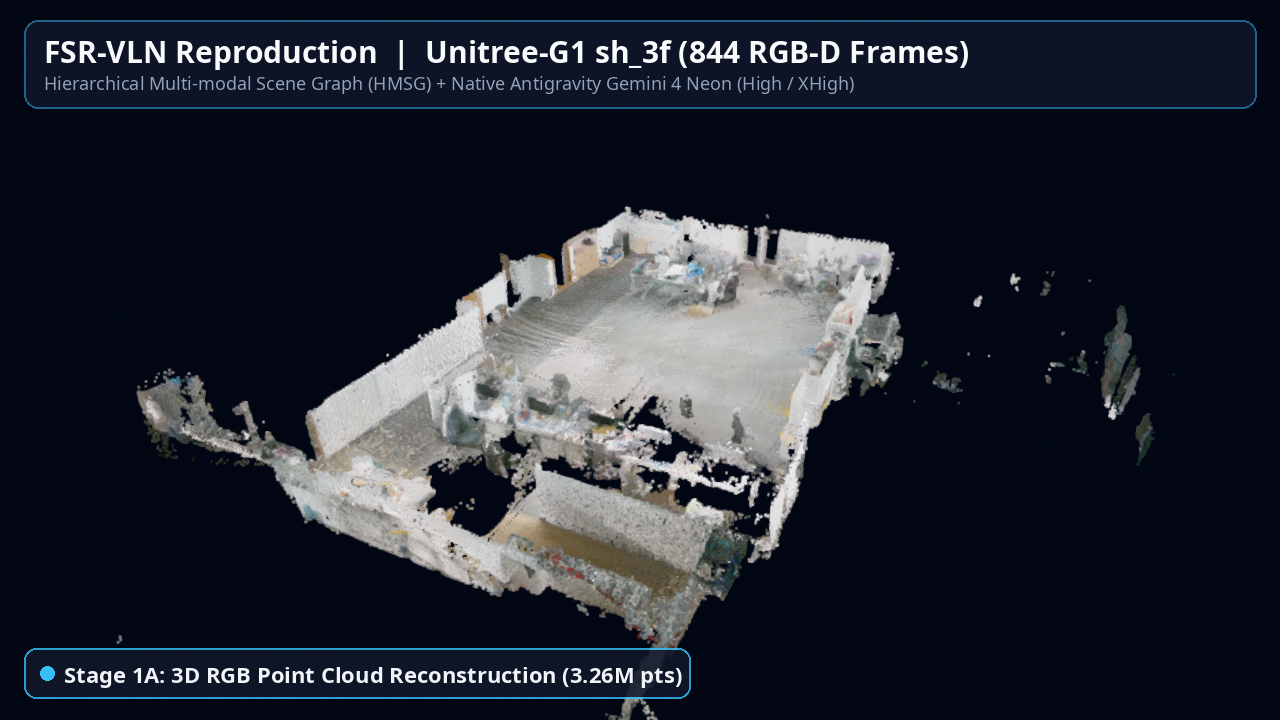 FSR-VLN Reproduction | Unitree-G1 sh_3f (844 RGB-D Frames)
Hierarchical Multi-modal Scene Graph (HMSG) + Native Antigravity Gemini 4 Neon (High / XHigh)
Stage 1A: 3D RGB Point Cloud Reconstruction (3.26M pts)